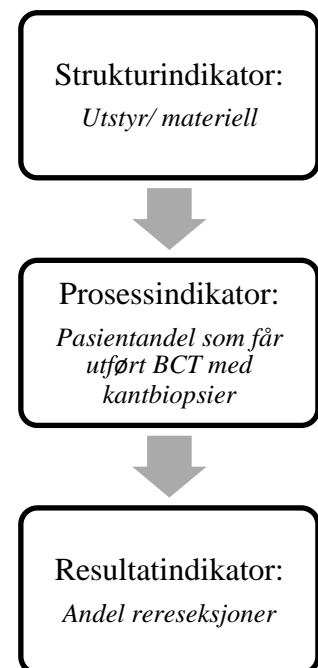 Strukturindikator:
Utstyr/ materiell
Prosessindikator:
Pasientandel som får
utført BCT med
kantbiopsier
Resultatindikator:
Andel rereseksjoner